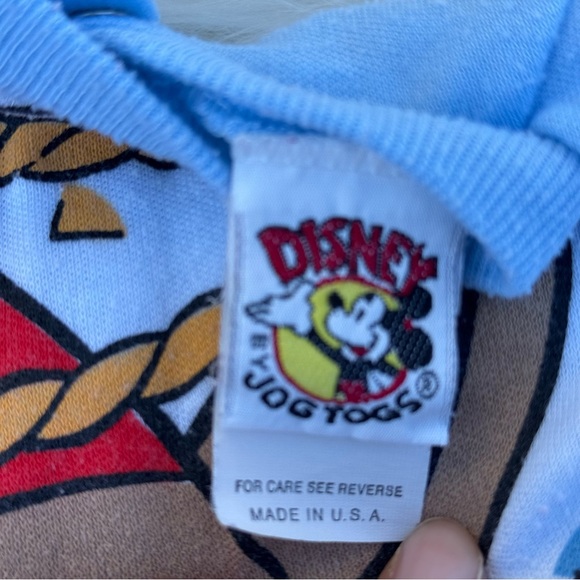 DISNEY
BY JOG TOGS®
FOR CARE SEE REVERSE
MADE IN U.S.A.